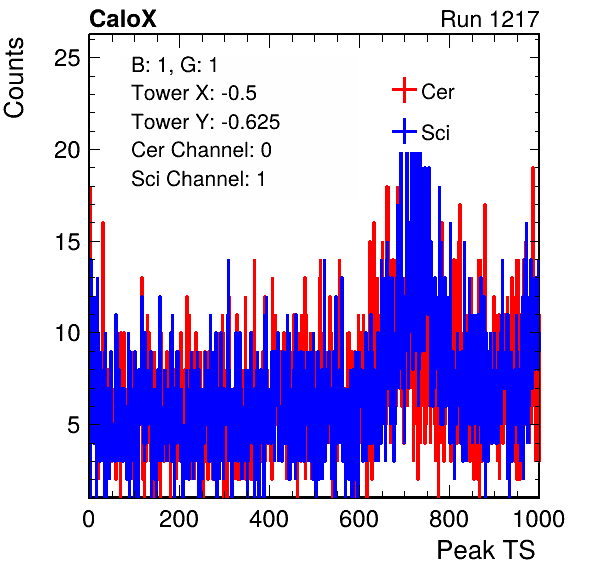 CaloX Run 1217
Counts
25
20
15
10
5
B: 1, G: 1
Tower X: -0.5
Tower Y: -0.625
Cer Channel: 0
Sci Channel: 1
Cer
Sci
0 200 400 600 800 1000
Peak TS